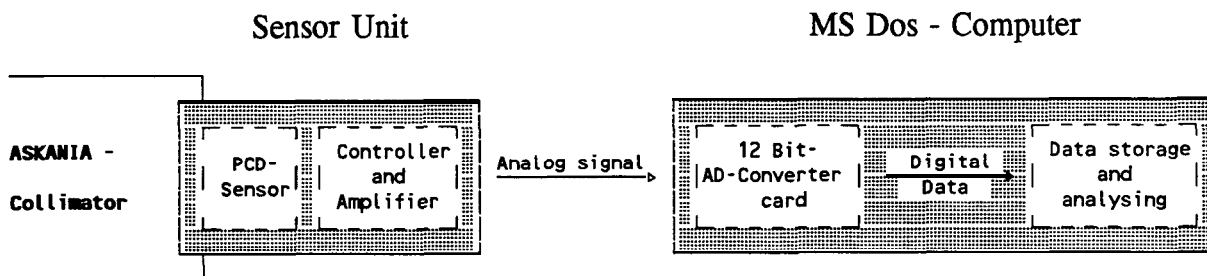 Sensor Unit
MS Dos - Computer
ASKANIA -
Collimator
PCD-
Sensor
Controller
and
Amplifier
Analog signal
12 Bit-
AD-Converter
card
Digital
Data
Data storage
and
analysing